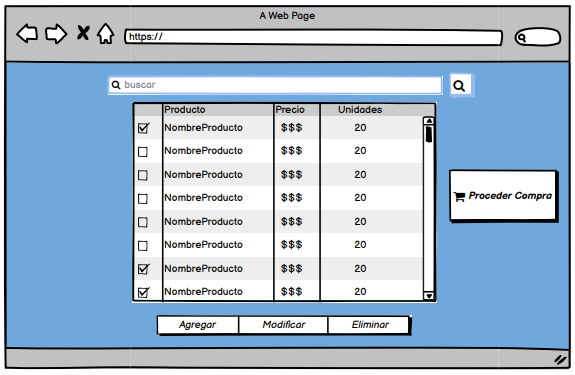 A Web Page
https://
buscar
Producto Precio Unidades
NombreProducto $$$ 20
NombreProducto $$$ 20
NombreProducto $$$ 20
NombreProducto $$$ 20
NombreProducto $$$ 20
NombreProducto $$$ 20
NombreProducto $$$ 20
NombreProducto $$$ 20
Proceder Compra
Agregar Modificar Eliminar